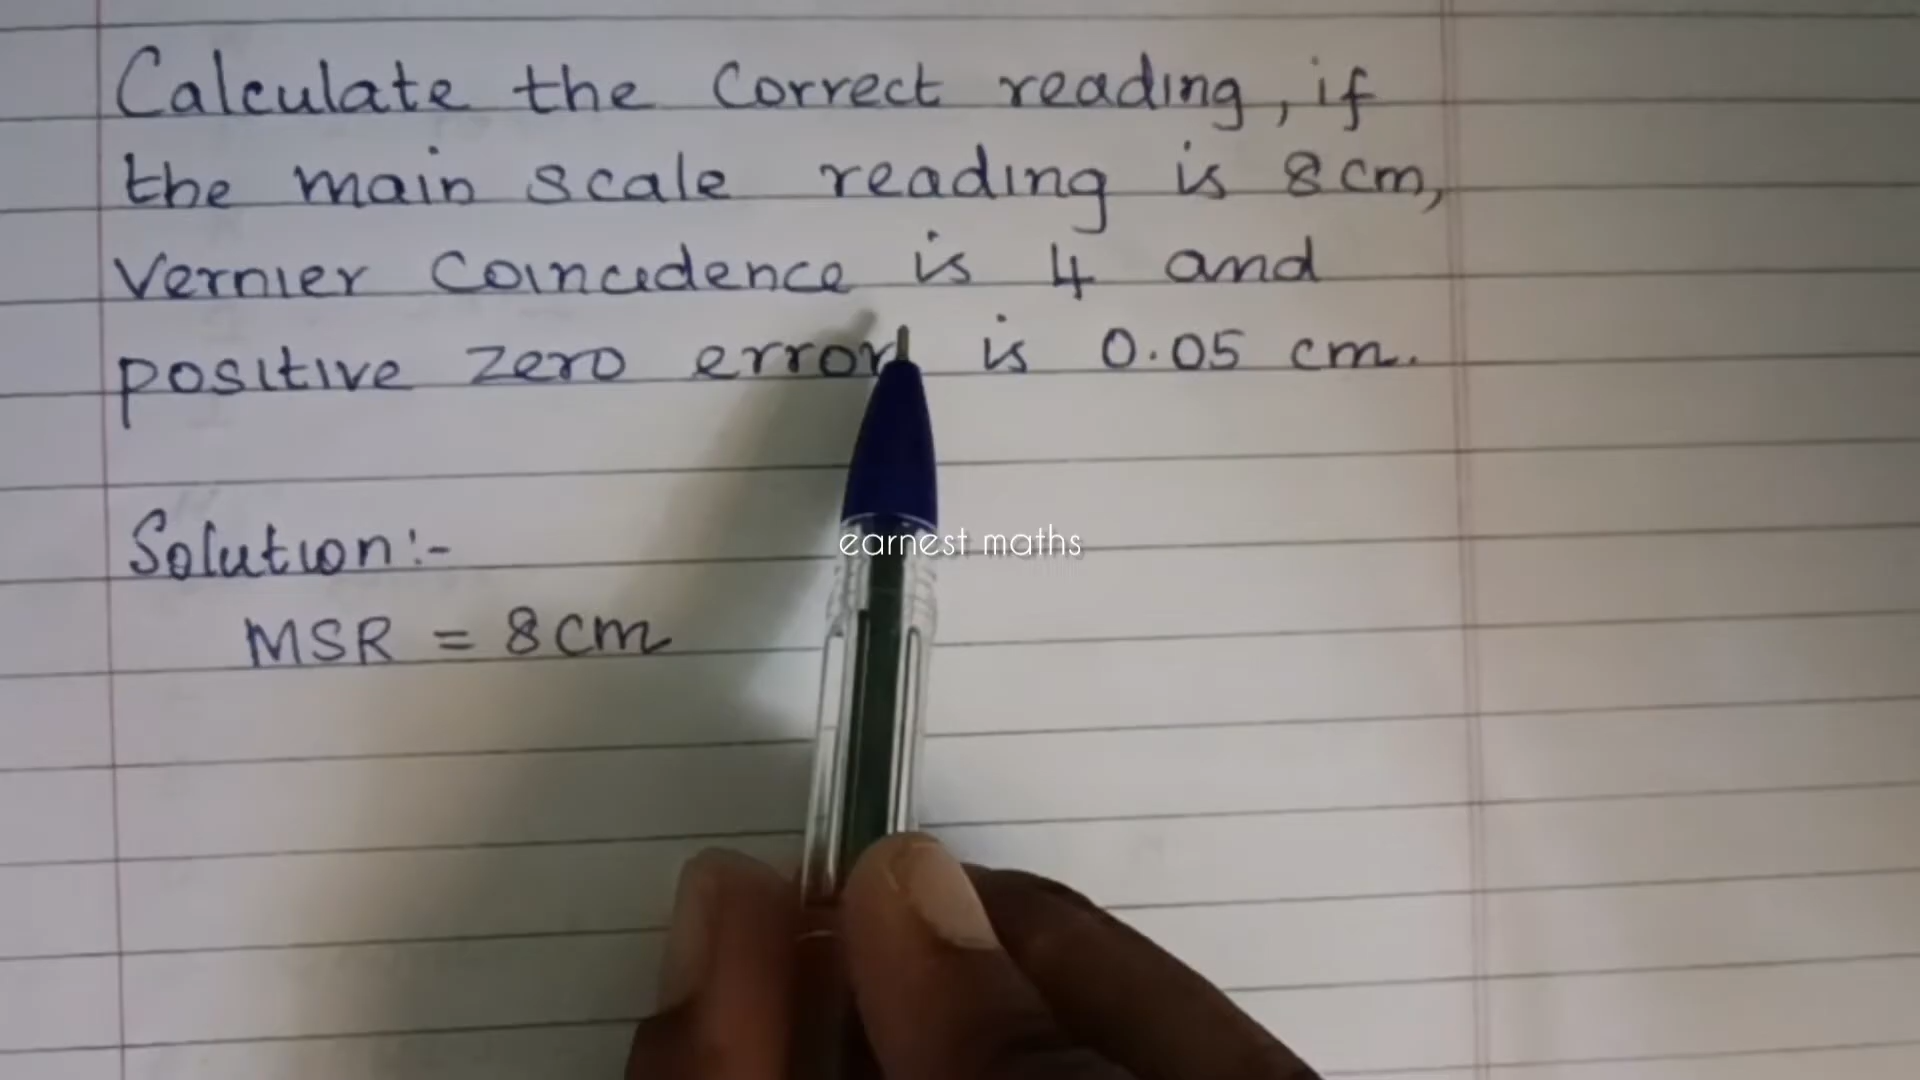 Calculate the correct reading, if
the main scale reading is 8cm,
Vernier coincidence is 4 and
positive zero error is 0.05 cm.
earnest maths
Solution:-
MSR = 8cm